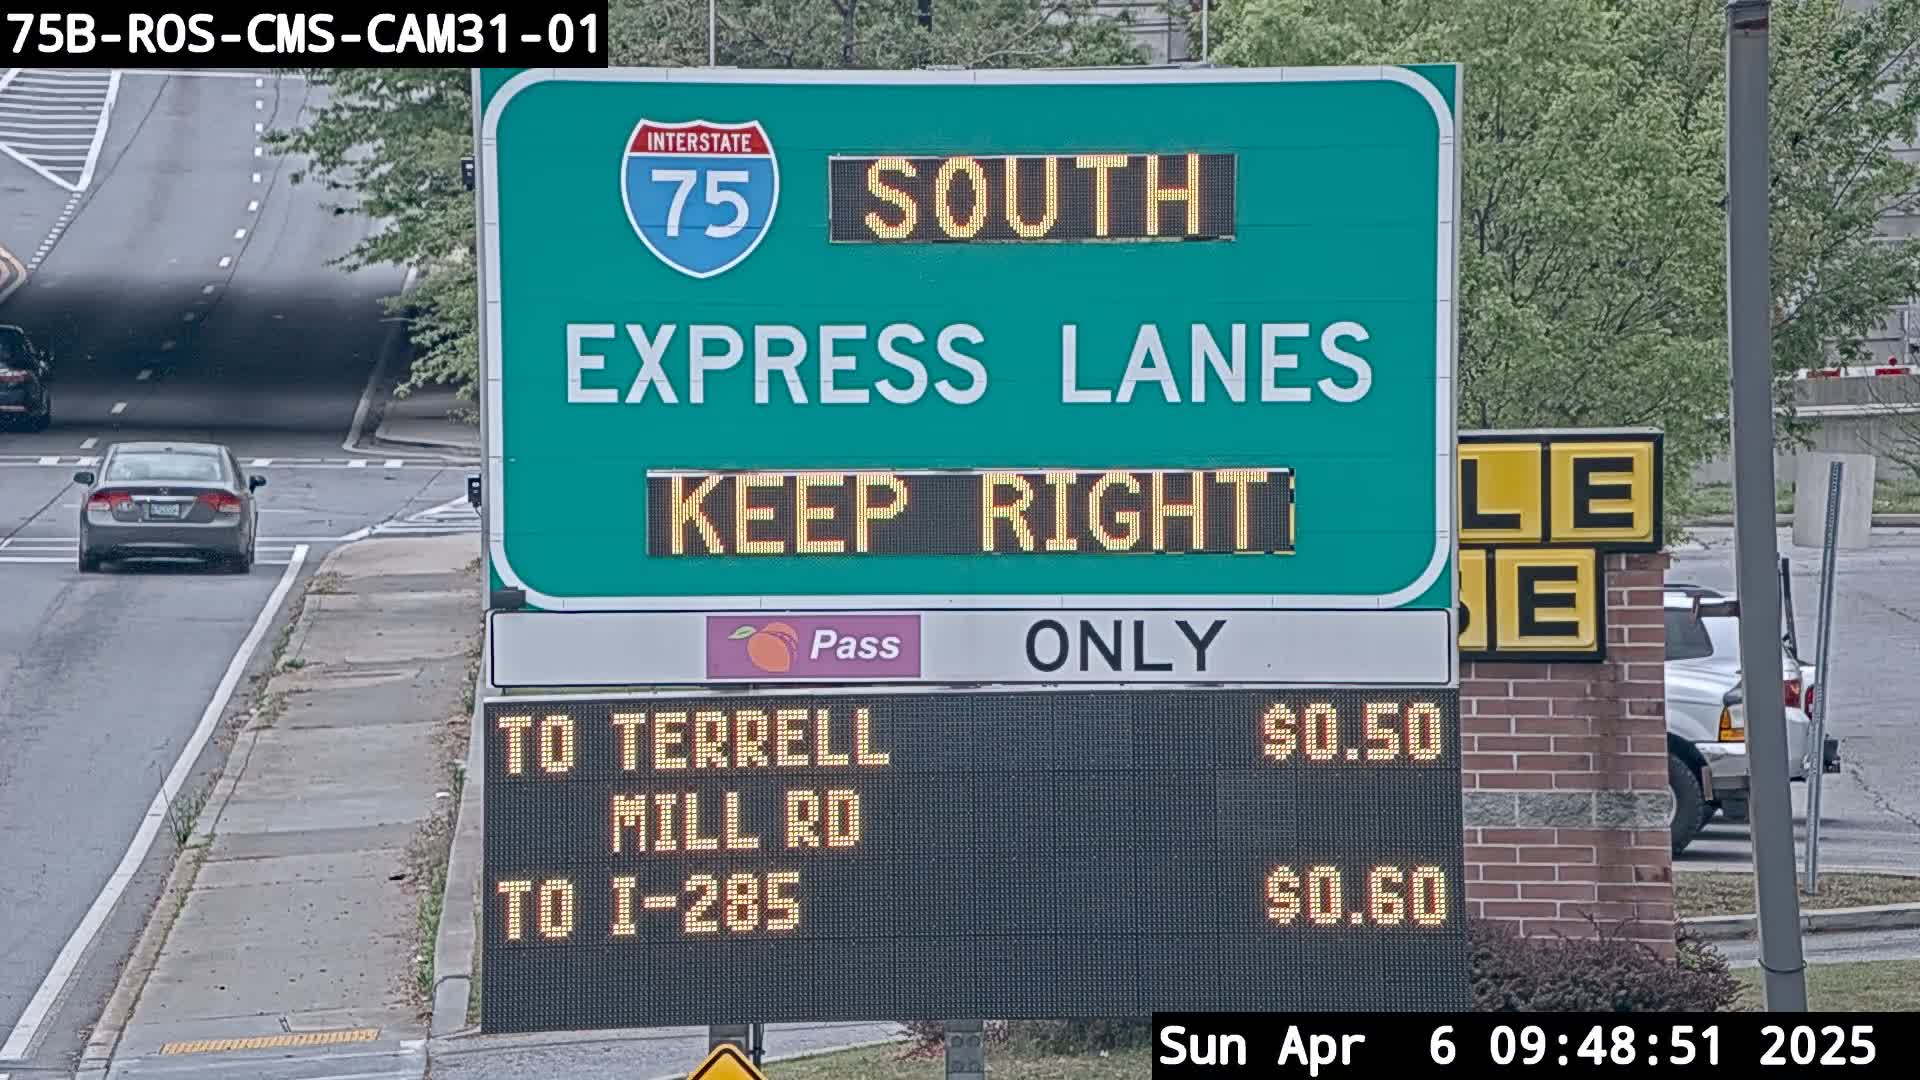 75B-ROS-CMS-CAM31-01
INTERSTATE
75
SOUTH
EXPRESS LANES
KEEP RIGHT
LE
E
Pass ONLY
TO TERRELL $0.50
MILL RD
TO I-285 $0.60
Sun Apr 6 09:48:51 2025